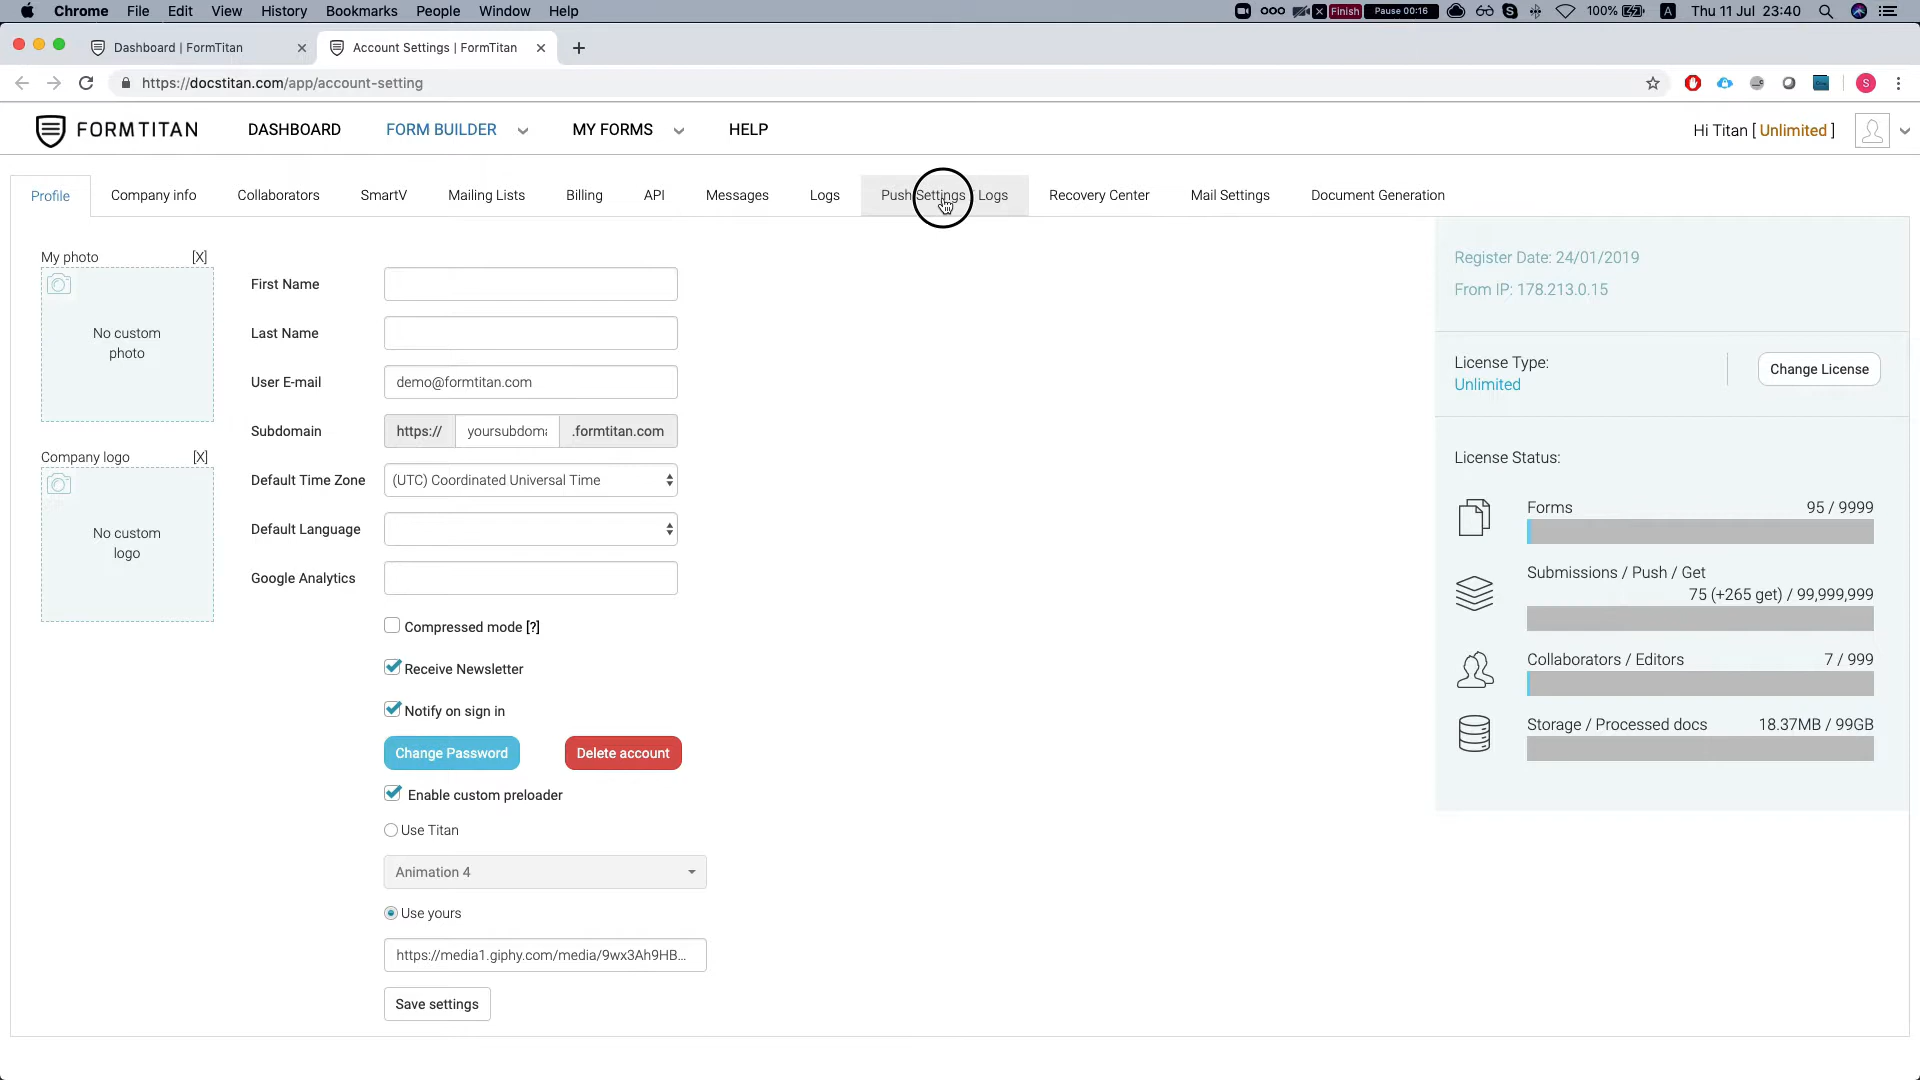 Chrome File Edit View History Bookmarks People Window Help
Finish Pause 00:16 100% A Thu 11 Jul 23:40
Dashboard | FormTitan
Account Settings | FormTitan
https://docstitan.com/app/account-setting
S
FORMTITAN DASHBOARD FORM BUILDER MY FORMS HELP
Hi Titan [ Unlimited ]
Profile Company info Collaborators SmartV Mailing Lists Billing API Messages Logs Push Settings Logs Recovery Center Mail Settings Document Generation
My photo [X]
No custom
photo
Company logo [X]
No custom
logo
First Name
Last Name
User E-mail demo@formtitan.com
Subdomain https:// yoursubdoma .formtitan.com
Default Time Zone (UTC) Coordinated Universal Time
Default Language
Google Analytics
Compressed mode [?]
Receive Newsletter
Notify on sign in
Change Password Delete account
Enable custom preloader
Use Titan
Animation 4
Use yours
https://media1.giphy.com/media/9wx3Ah9HB...
Save settings
Register Date: 24/01/2019
From IP: 178.213.0.15
License Type:
Unlimited
Change License
License Status:
Forms 95 / 9999
Submissions / Push / Get
75 (+265 get) / 99,999,999
Collaborators / Editors 7 / 999
Storage / Processed docs 18.37MB / 99GB